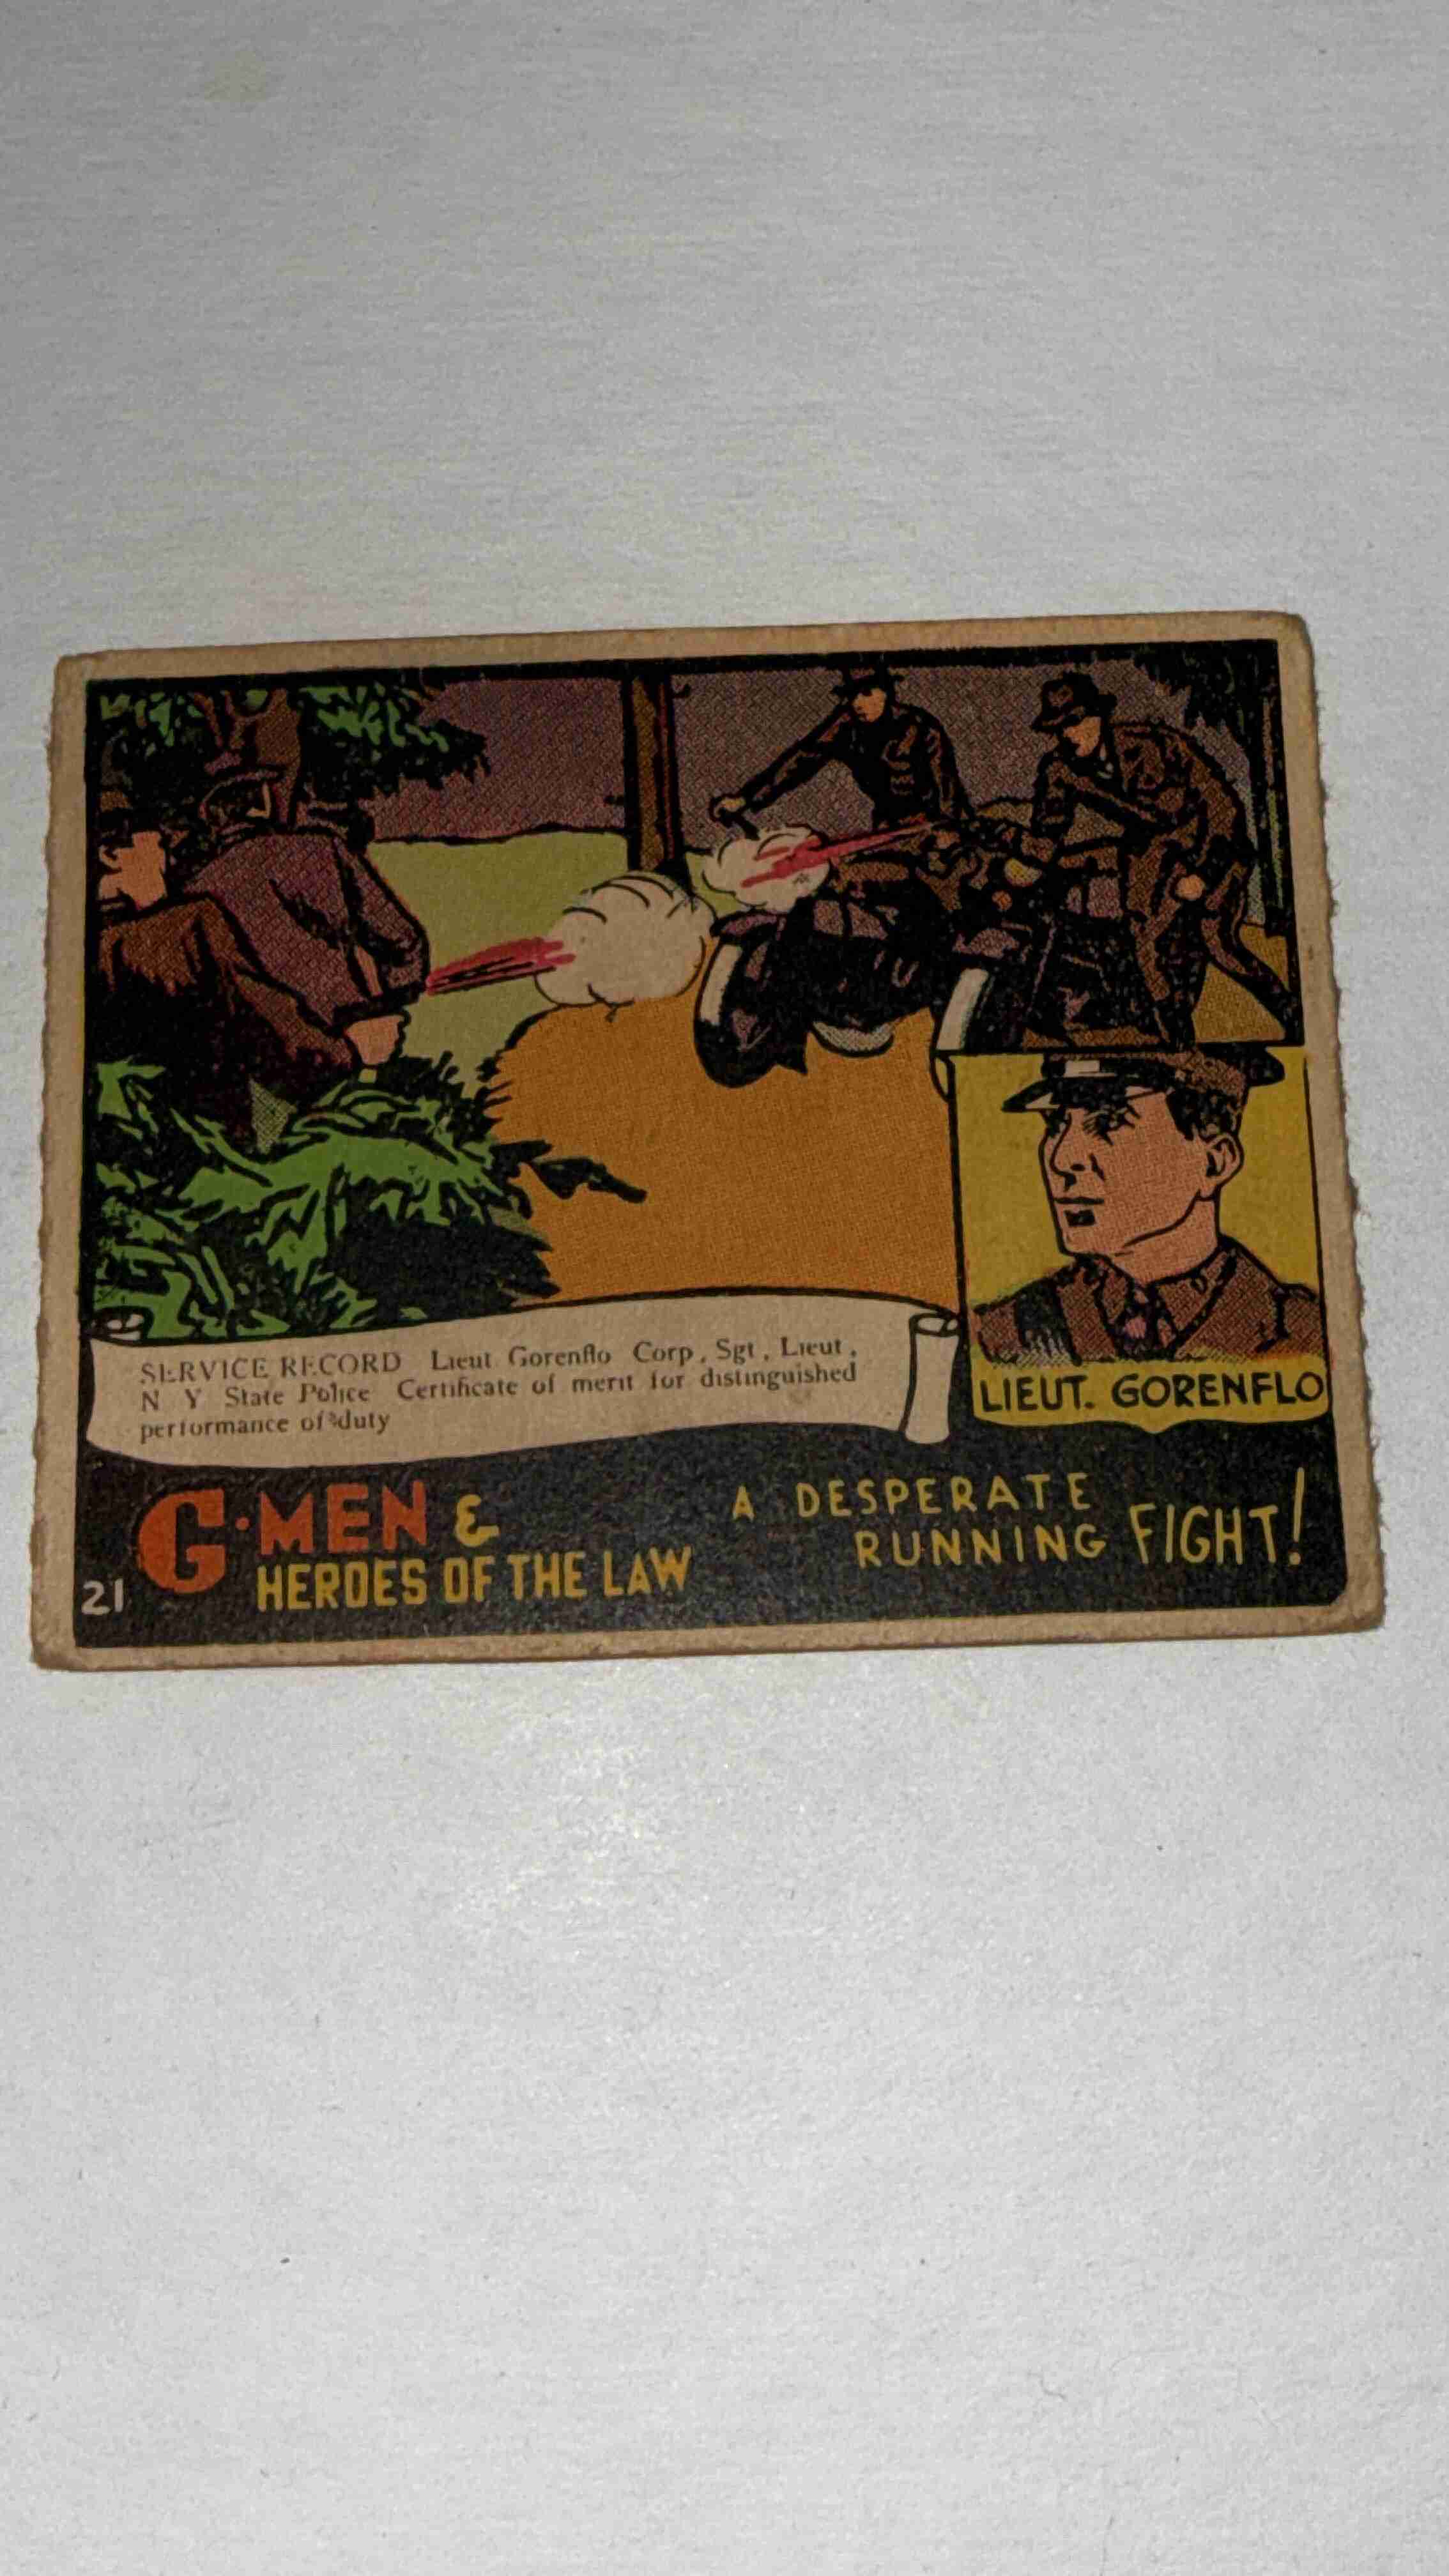 SERVICE RECORD Lieut Gorenflo Corp, Sgt, Lieut,
N Y State Police Certificate of merit for distinguished
performance of duty
LIEUT. GORENFLO
G-MEN &
HEROES OF THE LAW
A DESPERATE
RUNNING FIGHT!
21